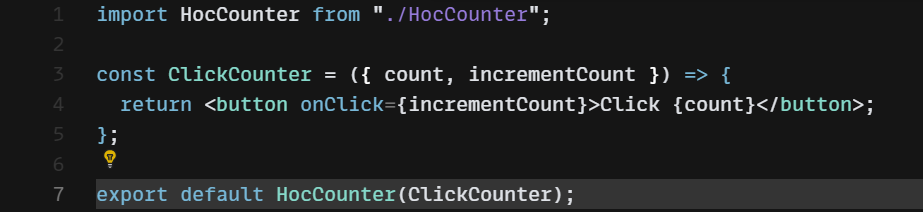 1 import HocCounter from "./HocCounter";
2
3 const ClickCounter = ({ count, incrementCount }) => {
4   return <button onClick={incrementCount}>Click {count}</button>;
5 };
6
7 export default HocCounter(ClickCounter);